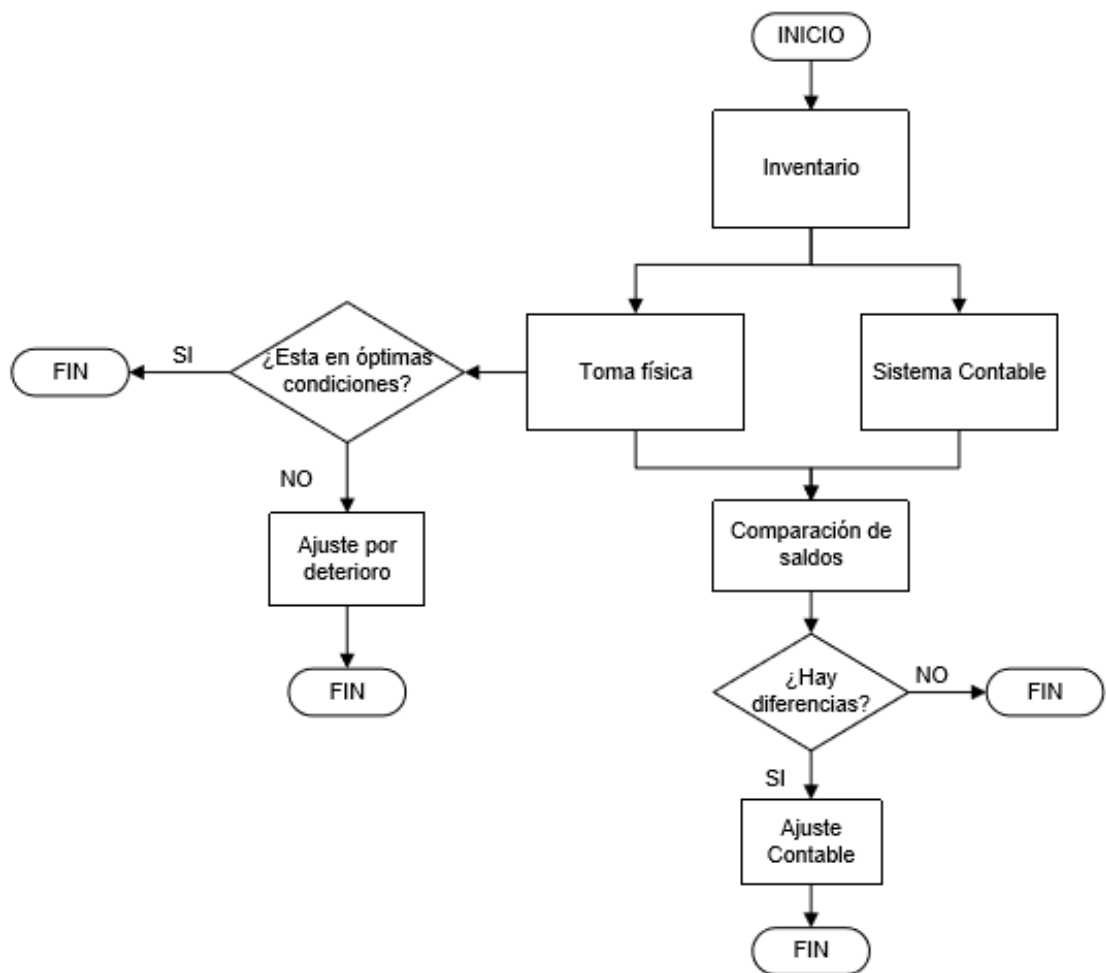 INICIO
Inventario
Toma física
Sistema Contable
¿Esta en óptimas
condiciones?
SI
FIN
NO
Ajuste por
deterioro
FIN
Comparación de
saldos
¿Hay
diferencias?
NO
FIN
SI
Ajuste
Contable
FIN